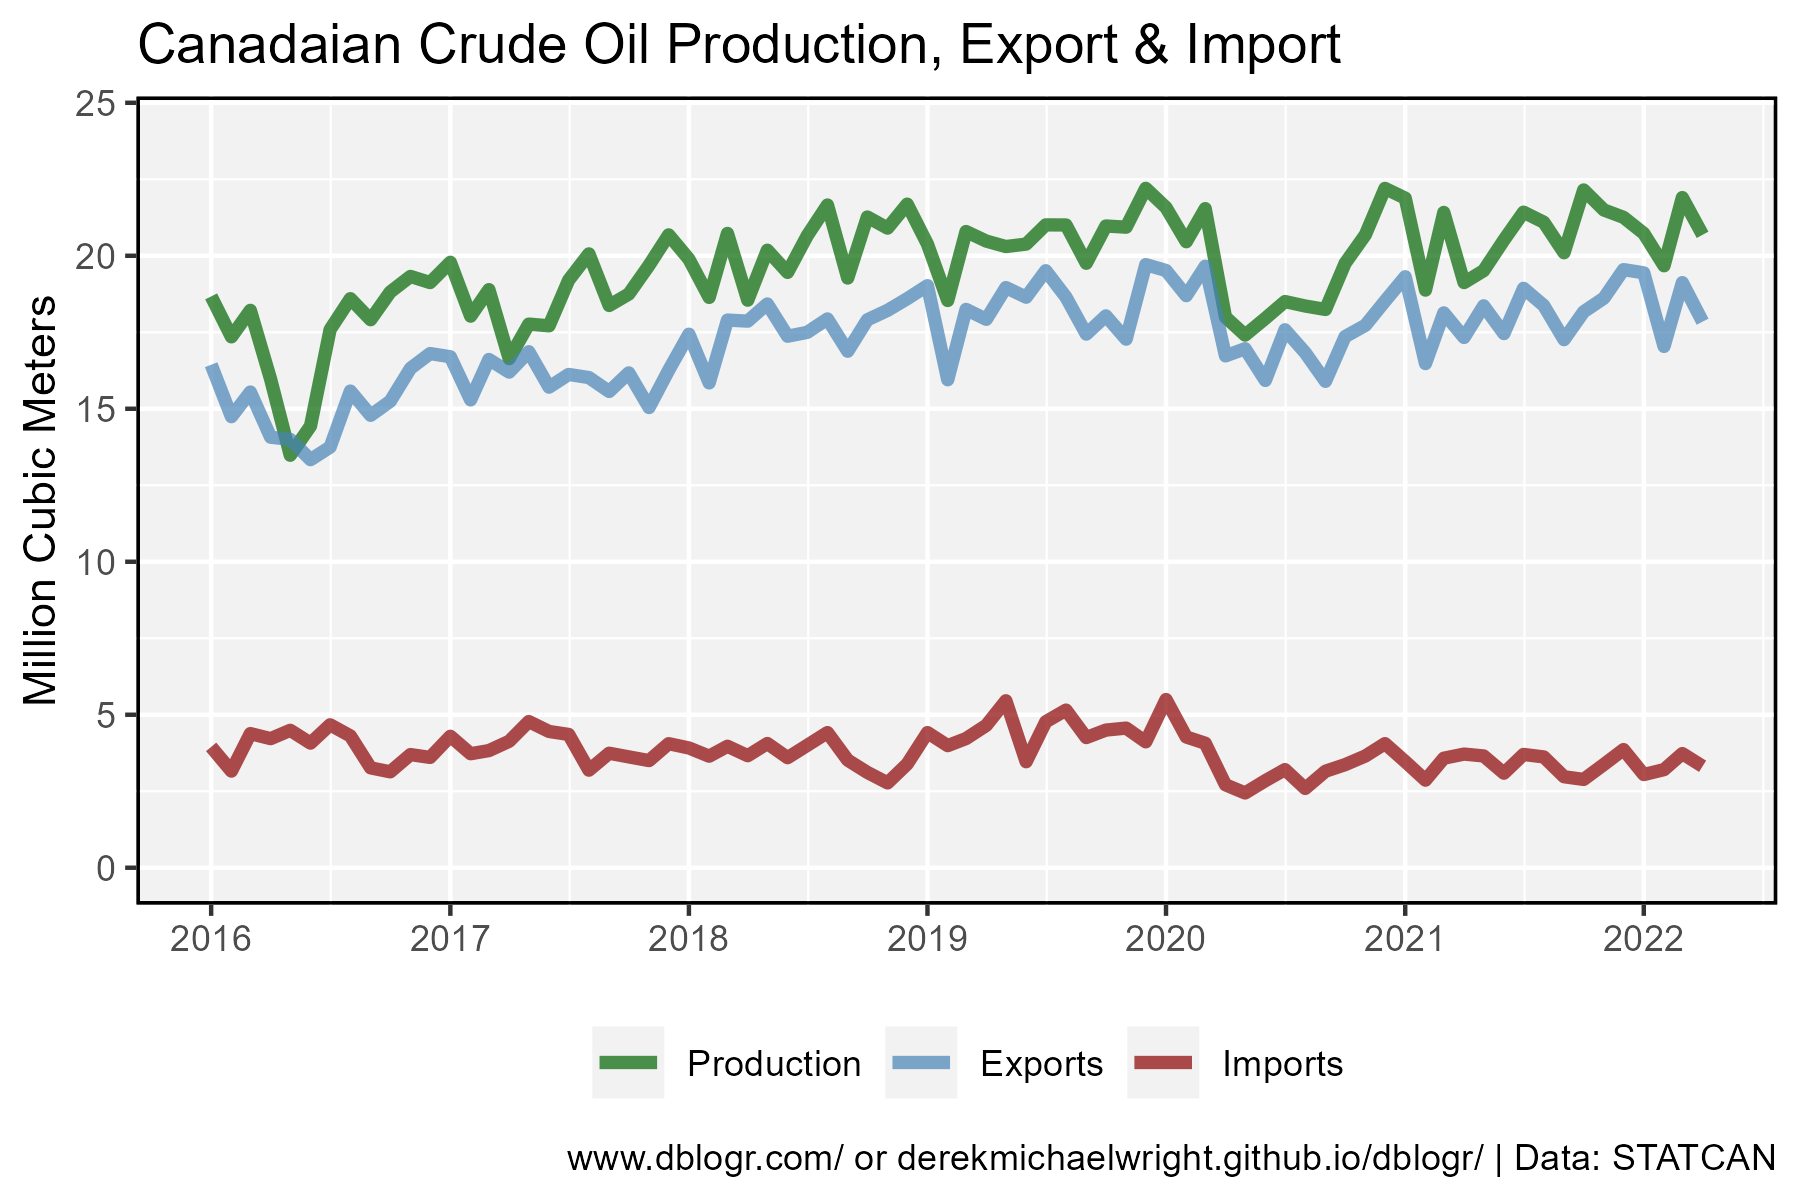 Canadaian Crude Oil Production, Export & Import
Million Cubic Meters
25
20
15
10
5
0
2016 2017 2018 2019 2020 2021 2022
Production Exports Imports
www.dblogr.com/ or derekmichaelwright.github.io/dblogr/ | Data: STATCAN